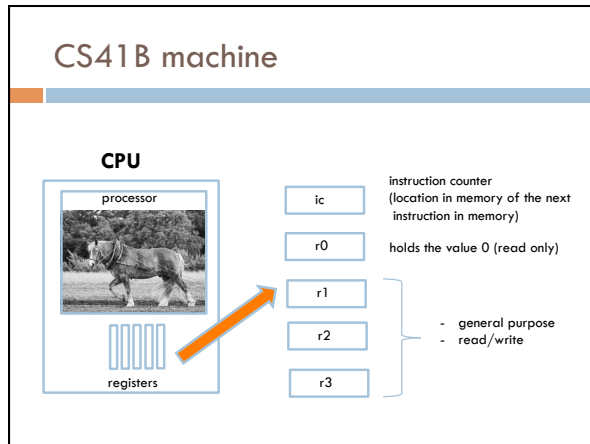 CS41B machine
CPU
processor
registers
ic
instruction counter
(location in memory of the next
instruction in memory)
r0
holds the value 0 (read only)
r1
r2
r3
- general purpose
- read/write